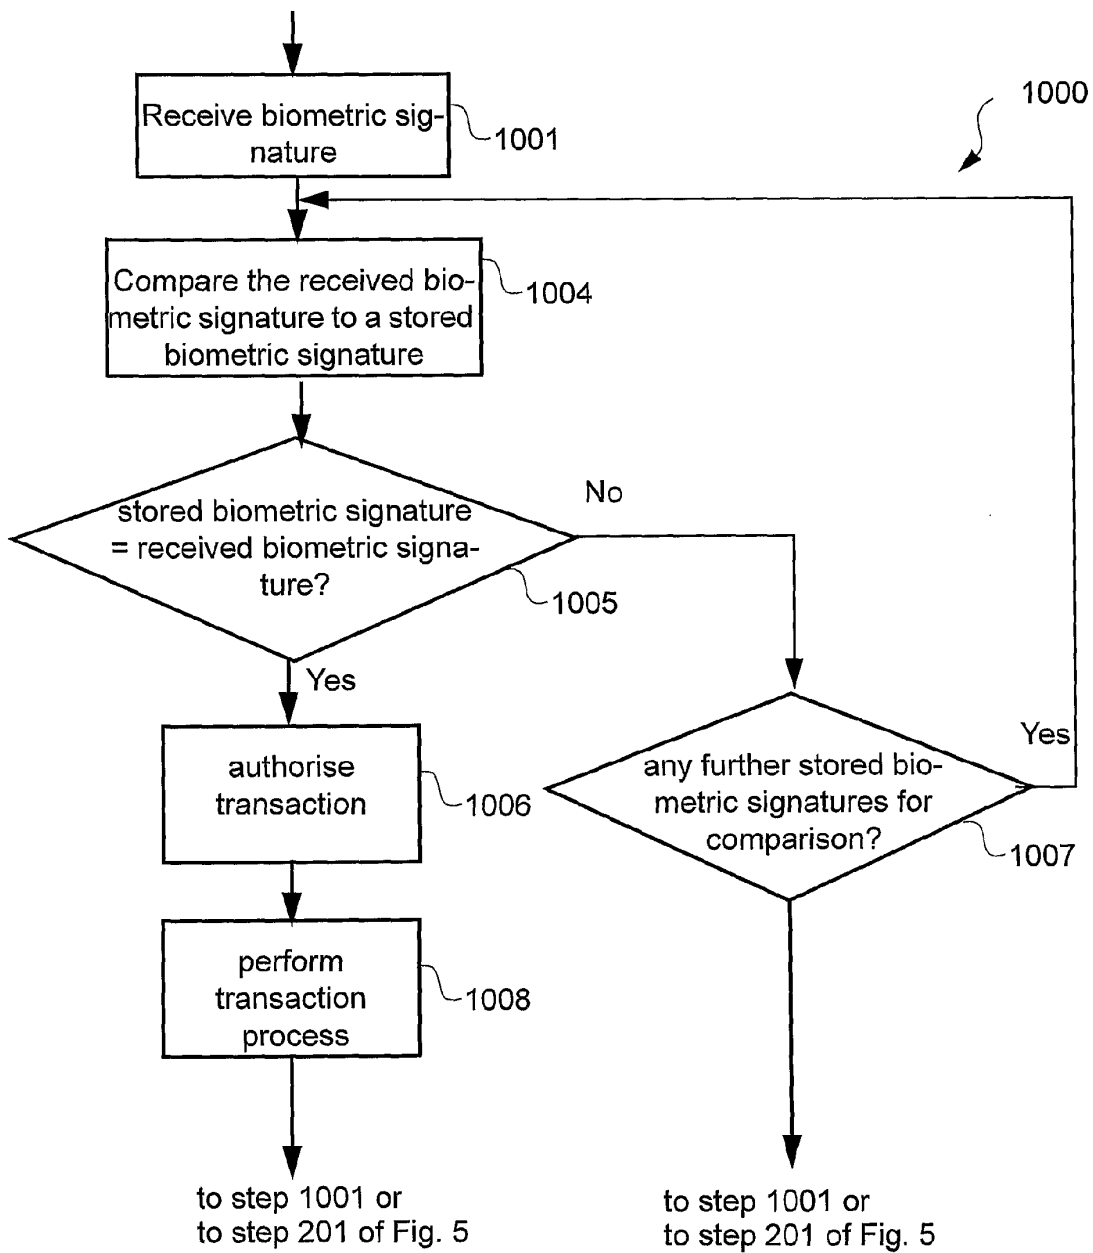 1000
Receive biometric sig-
nature
1001
Compare the received bio-
metric signature to a stored
biometric signature
1004
stored biometric signature
= received biometric signa-
ture?
No
1005
Yes
authorise
transaction
1006
any further stored bio-
metric signatures for
comparison?
Yes
1007
perform
transaction
process
1008
to step 1001 or
to step 201 of Fig. 5
to step 1001 or
to step 201 of Fig. 5